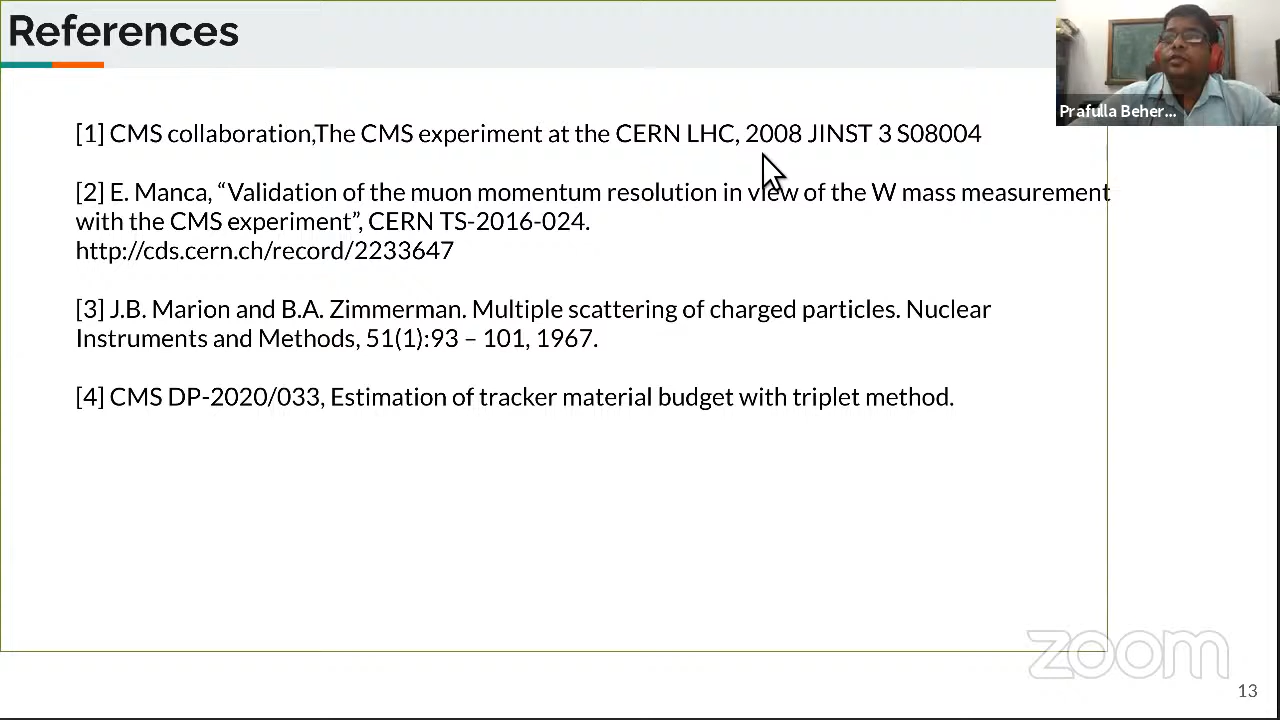 References
Prafulla Beher...
[1] CMS collaboration,The CMS experiment at the CERN LHC, 2008 JINST 3 S08004
[2] E. Manca, “Validation of the muon momentum resolution in view of the W mass measurement
with the CMS experiment”, CERN TS-2016-024.
http://cds.cern.ch/record/2233647
[3] J.B. Marion and B.A. Zimmerman. Multiple scattering of charged particles. Nuclear
Instruments and Methods, 51(1):93 – 101, 1967.
[4] CMS DP-2020/033, Estimation of tracker material budget with triplet method.
zoom
13